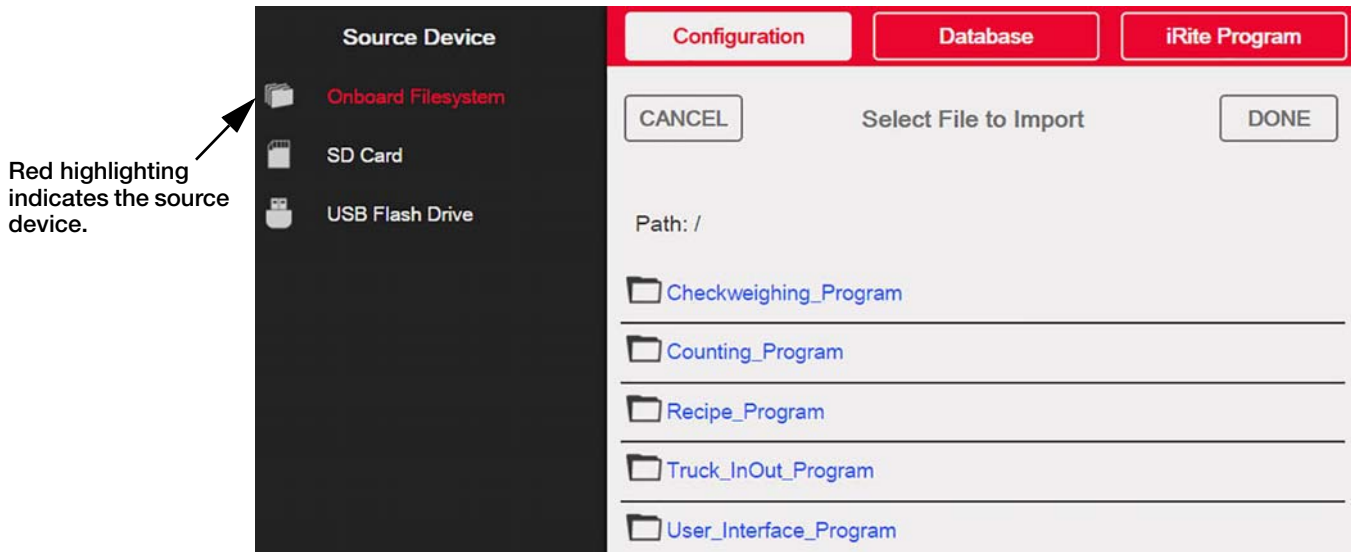 Red highlighting
indicates the source
device.
Source Device
Onboard Filesystem
SD Card
USB Flash Drive
Configuration
Database
iRite Program
CANCEL
Select File to Import
DONE
Path: /
Checkweighing_Program
Counting_Program
Recipe_Program
Truck_InOut_Program
User_Interface_Program